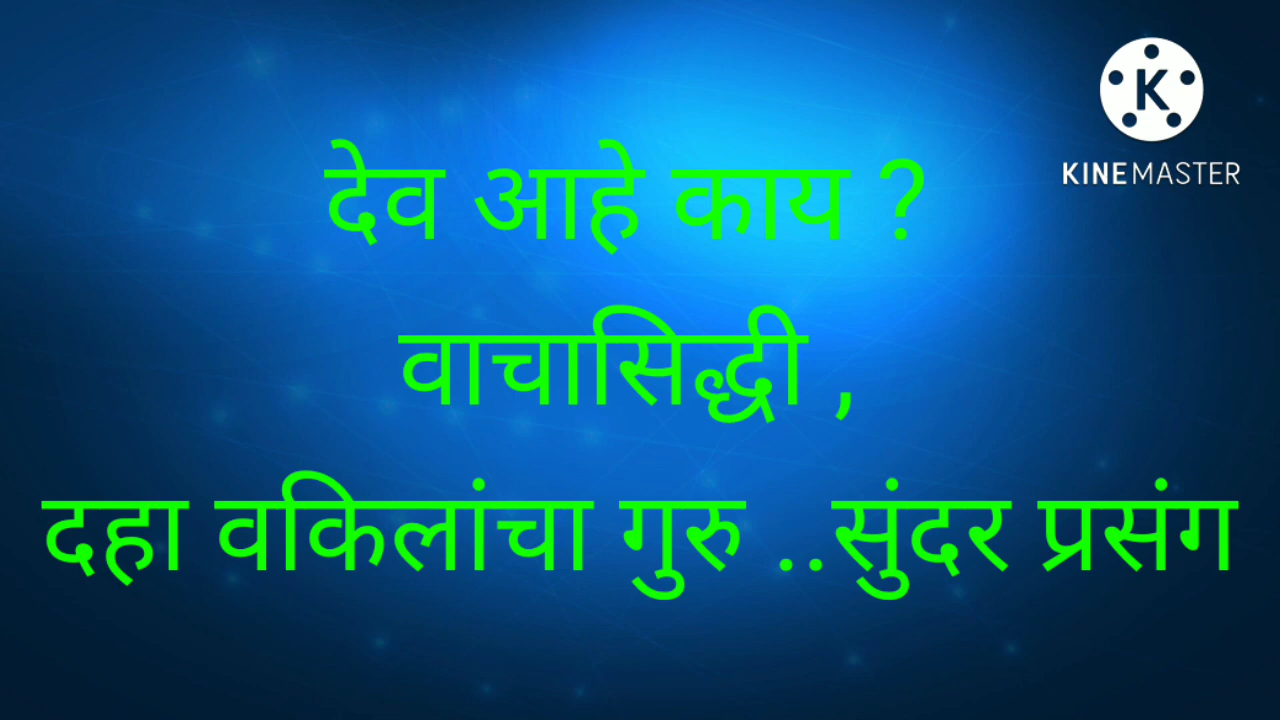 देव आहे काय ?
वाचासिद्धी ,
दहा वकिलांचा गुरु ..सुंदर प्रसंग
K
KINEMASTER